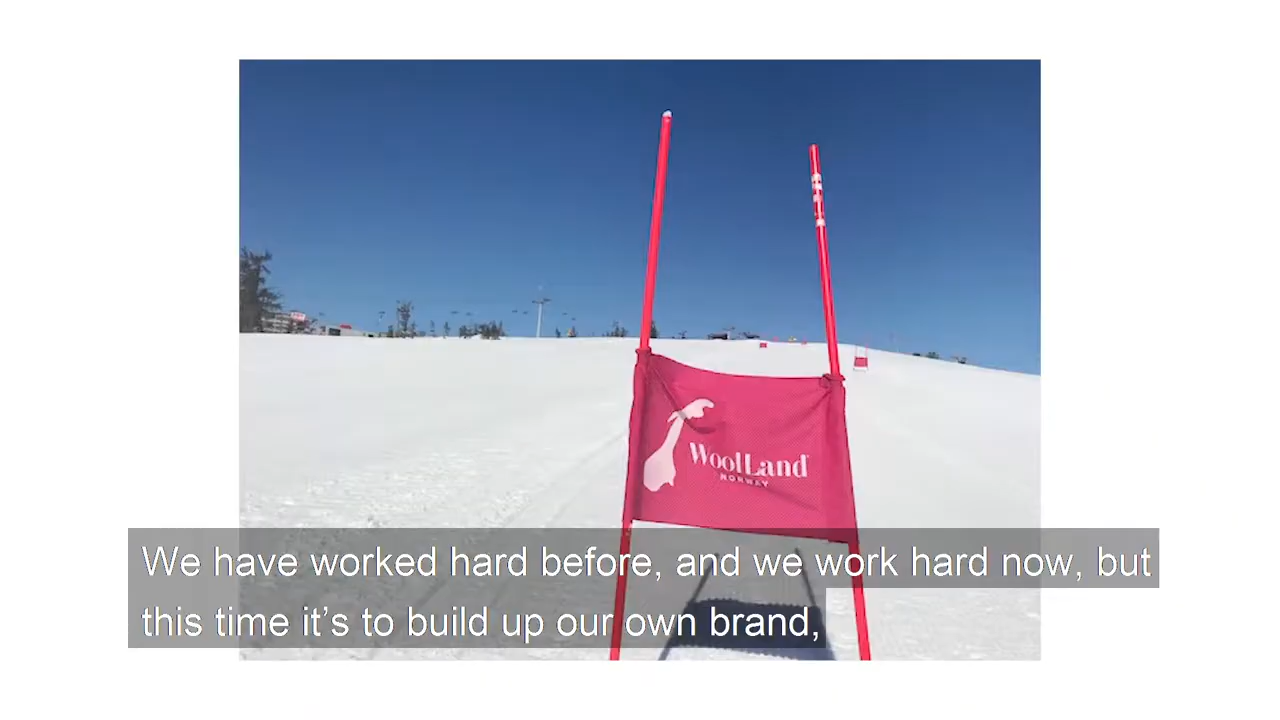 WoolLand
NORWAY
We have worked hard before, and we work hard now, but
this time it’s to build up our own brand,